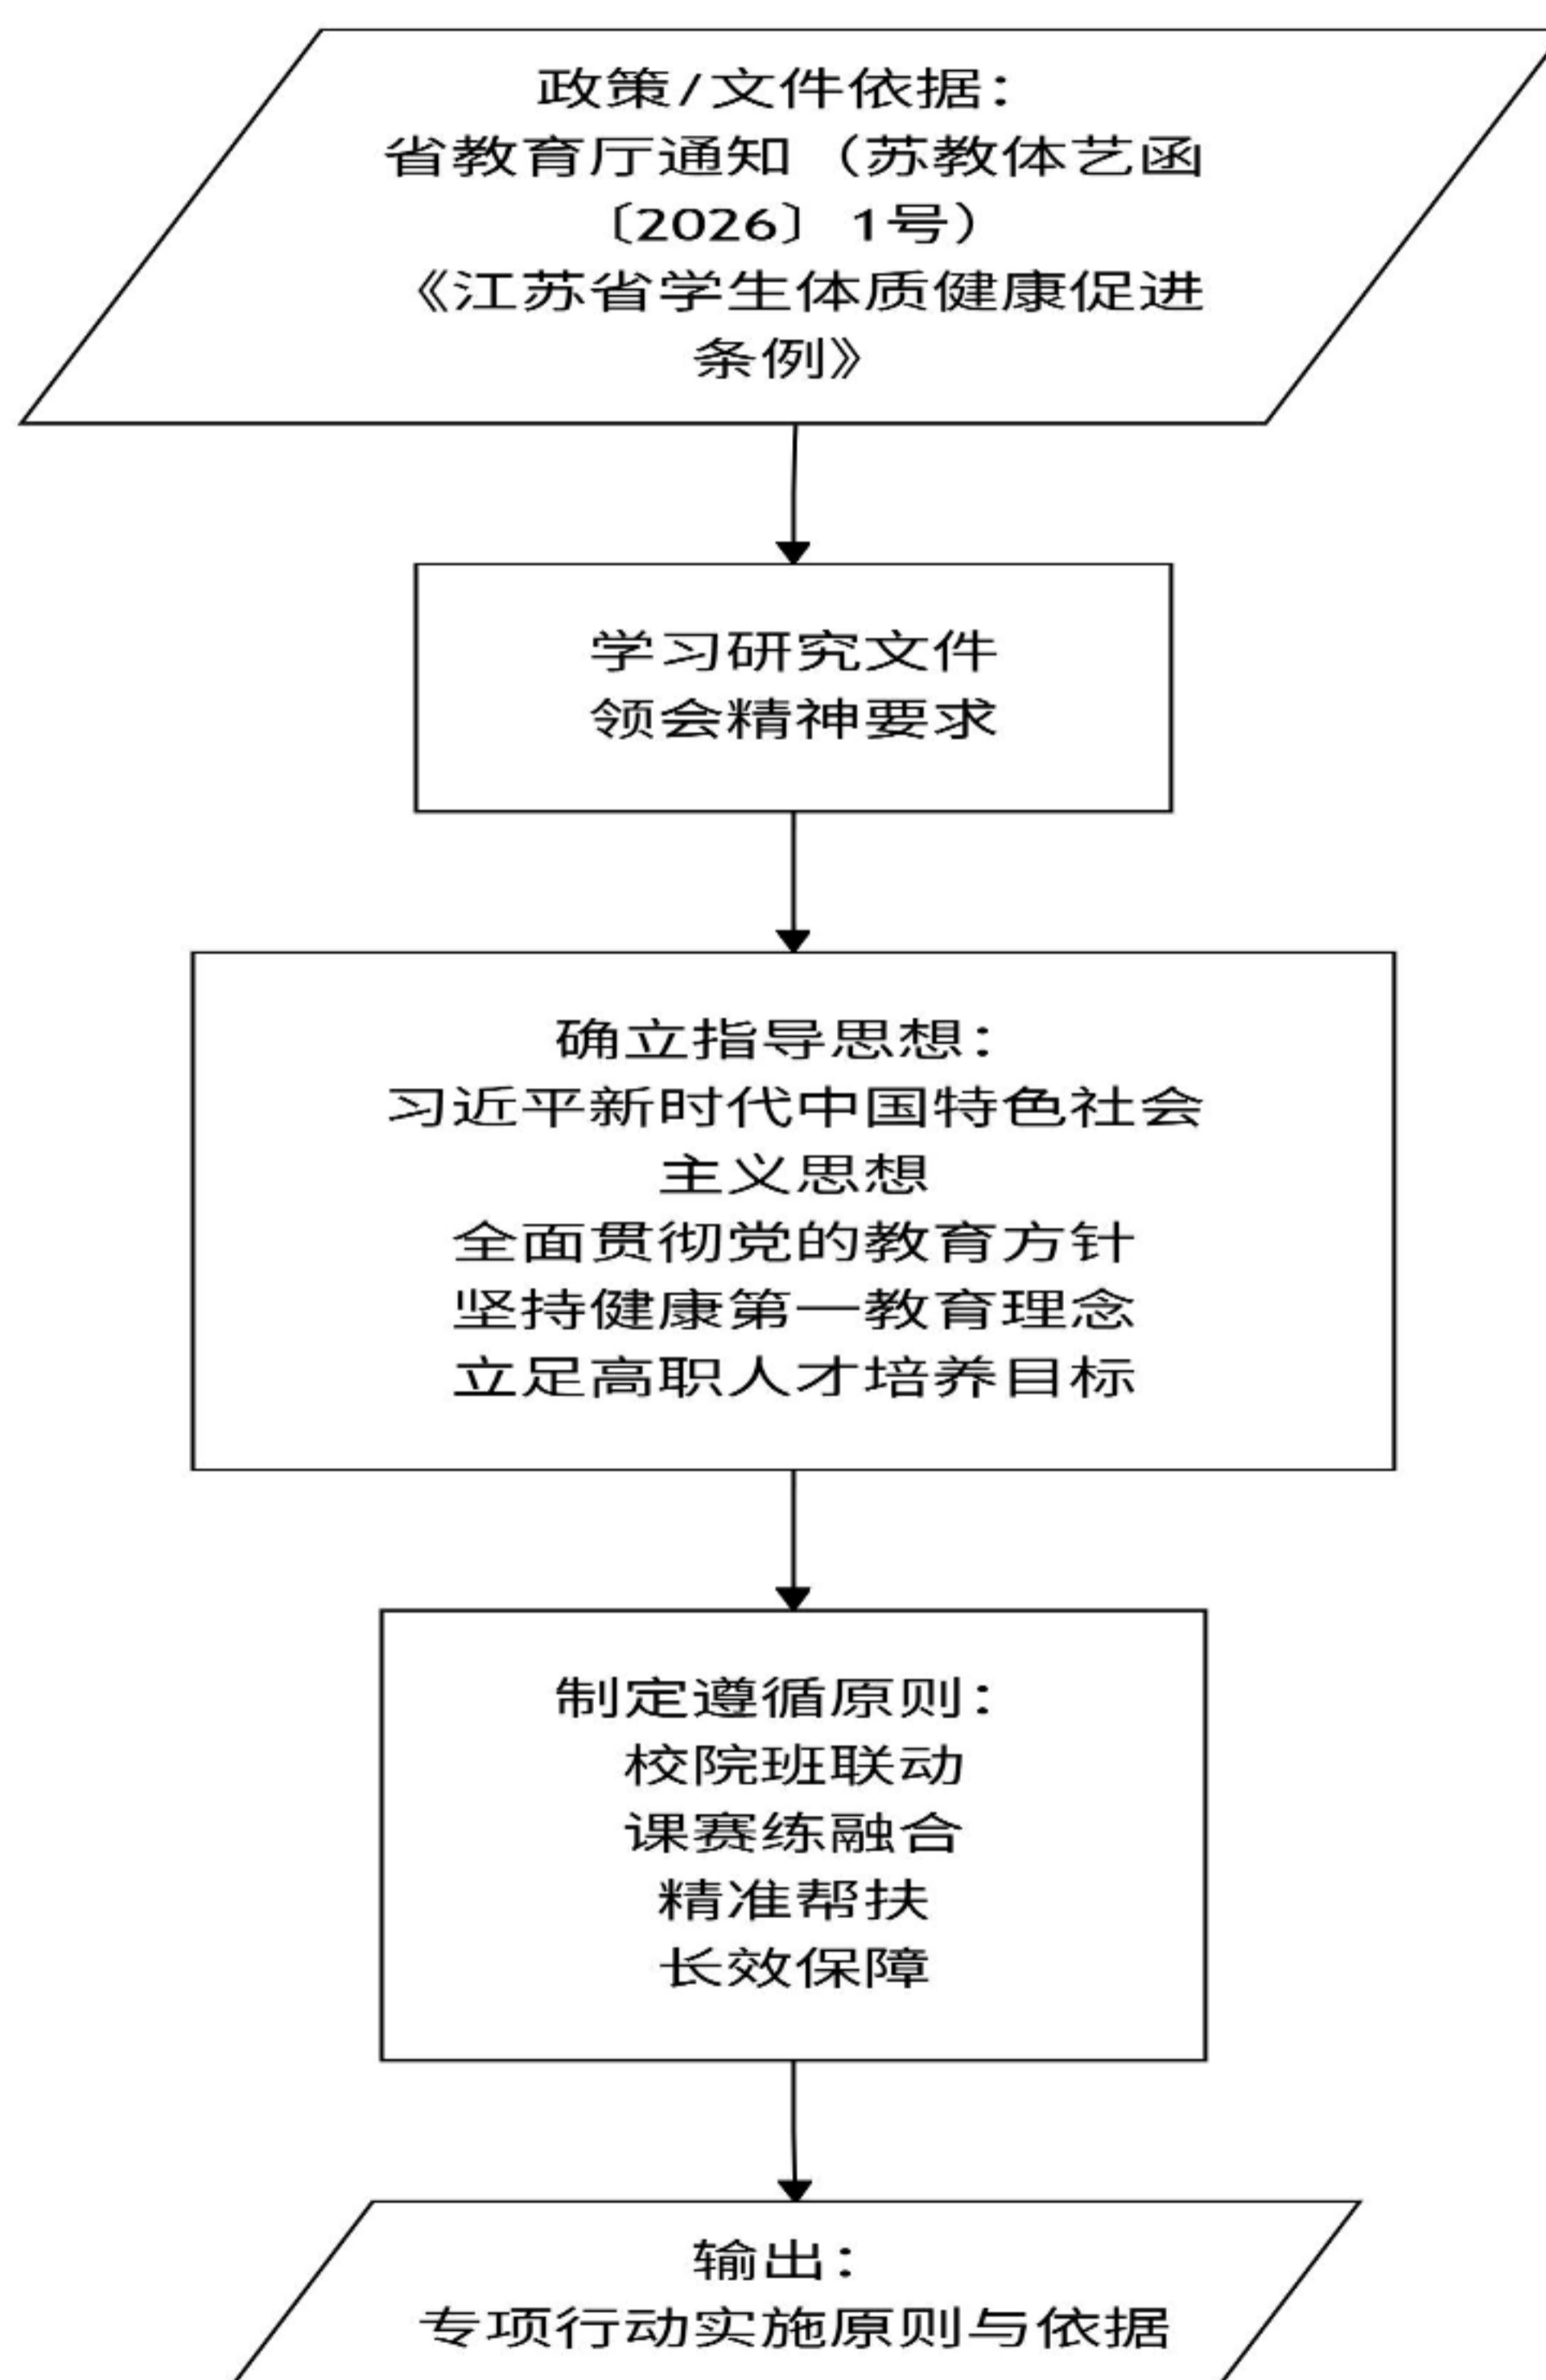 政策/文件依据：
省教育厅通知（苏教体艺函
〔2026〕1号）
《江苏省学生体质健康促进
条例》
学习研究文件
领会精神要求
确立指导思想：
习近平新时代中国特色社会
主义思想
全面贯彻党的教育方针
坚持健康第一教育理念
立足高职人才培养目标
制定遵循原则：
校院班联动
课赛练融合
精准帮扶
长效保障
输出：
专项行动实施原则与依据